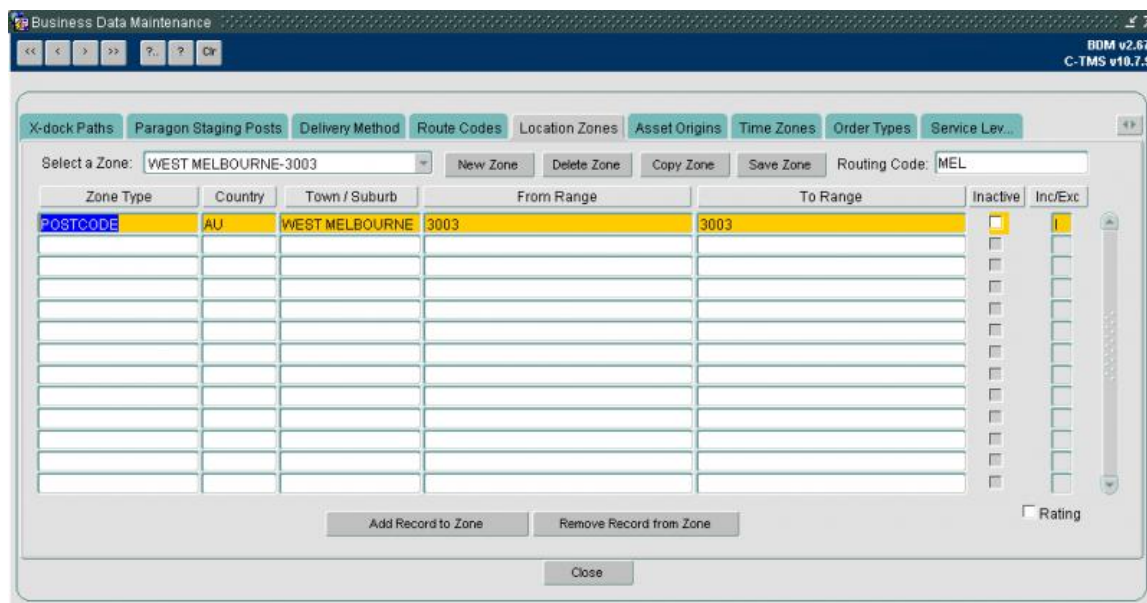 Business Data Maintenance
<< < > >> ?.. ? Clr
BDM v2.67
C-TMS v10.7.9
X-dock Paths Paragon Staging Posts Delivery Method Route Codes Location Zones Asset Origins Time Zones Order Types Service Lev...
Select a Zone: WEST MELBOURNE-3003 New Zone Delete Zone Copy Zone Save Zone Routing Code: MEL
Zone Type Country Town / Suburb From Range To Range Inactive Inc/Exc
POSTCODE AU WEST MELBOURNE 3003 3003 I
Add Record to Zone Remove Record from Zone Rating
Close